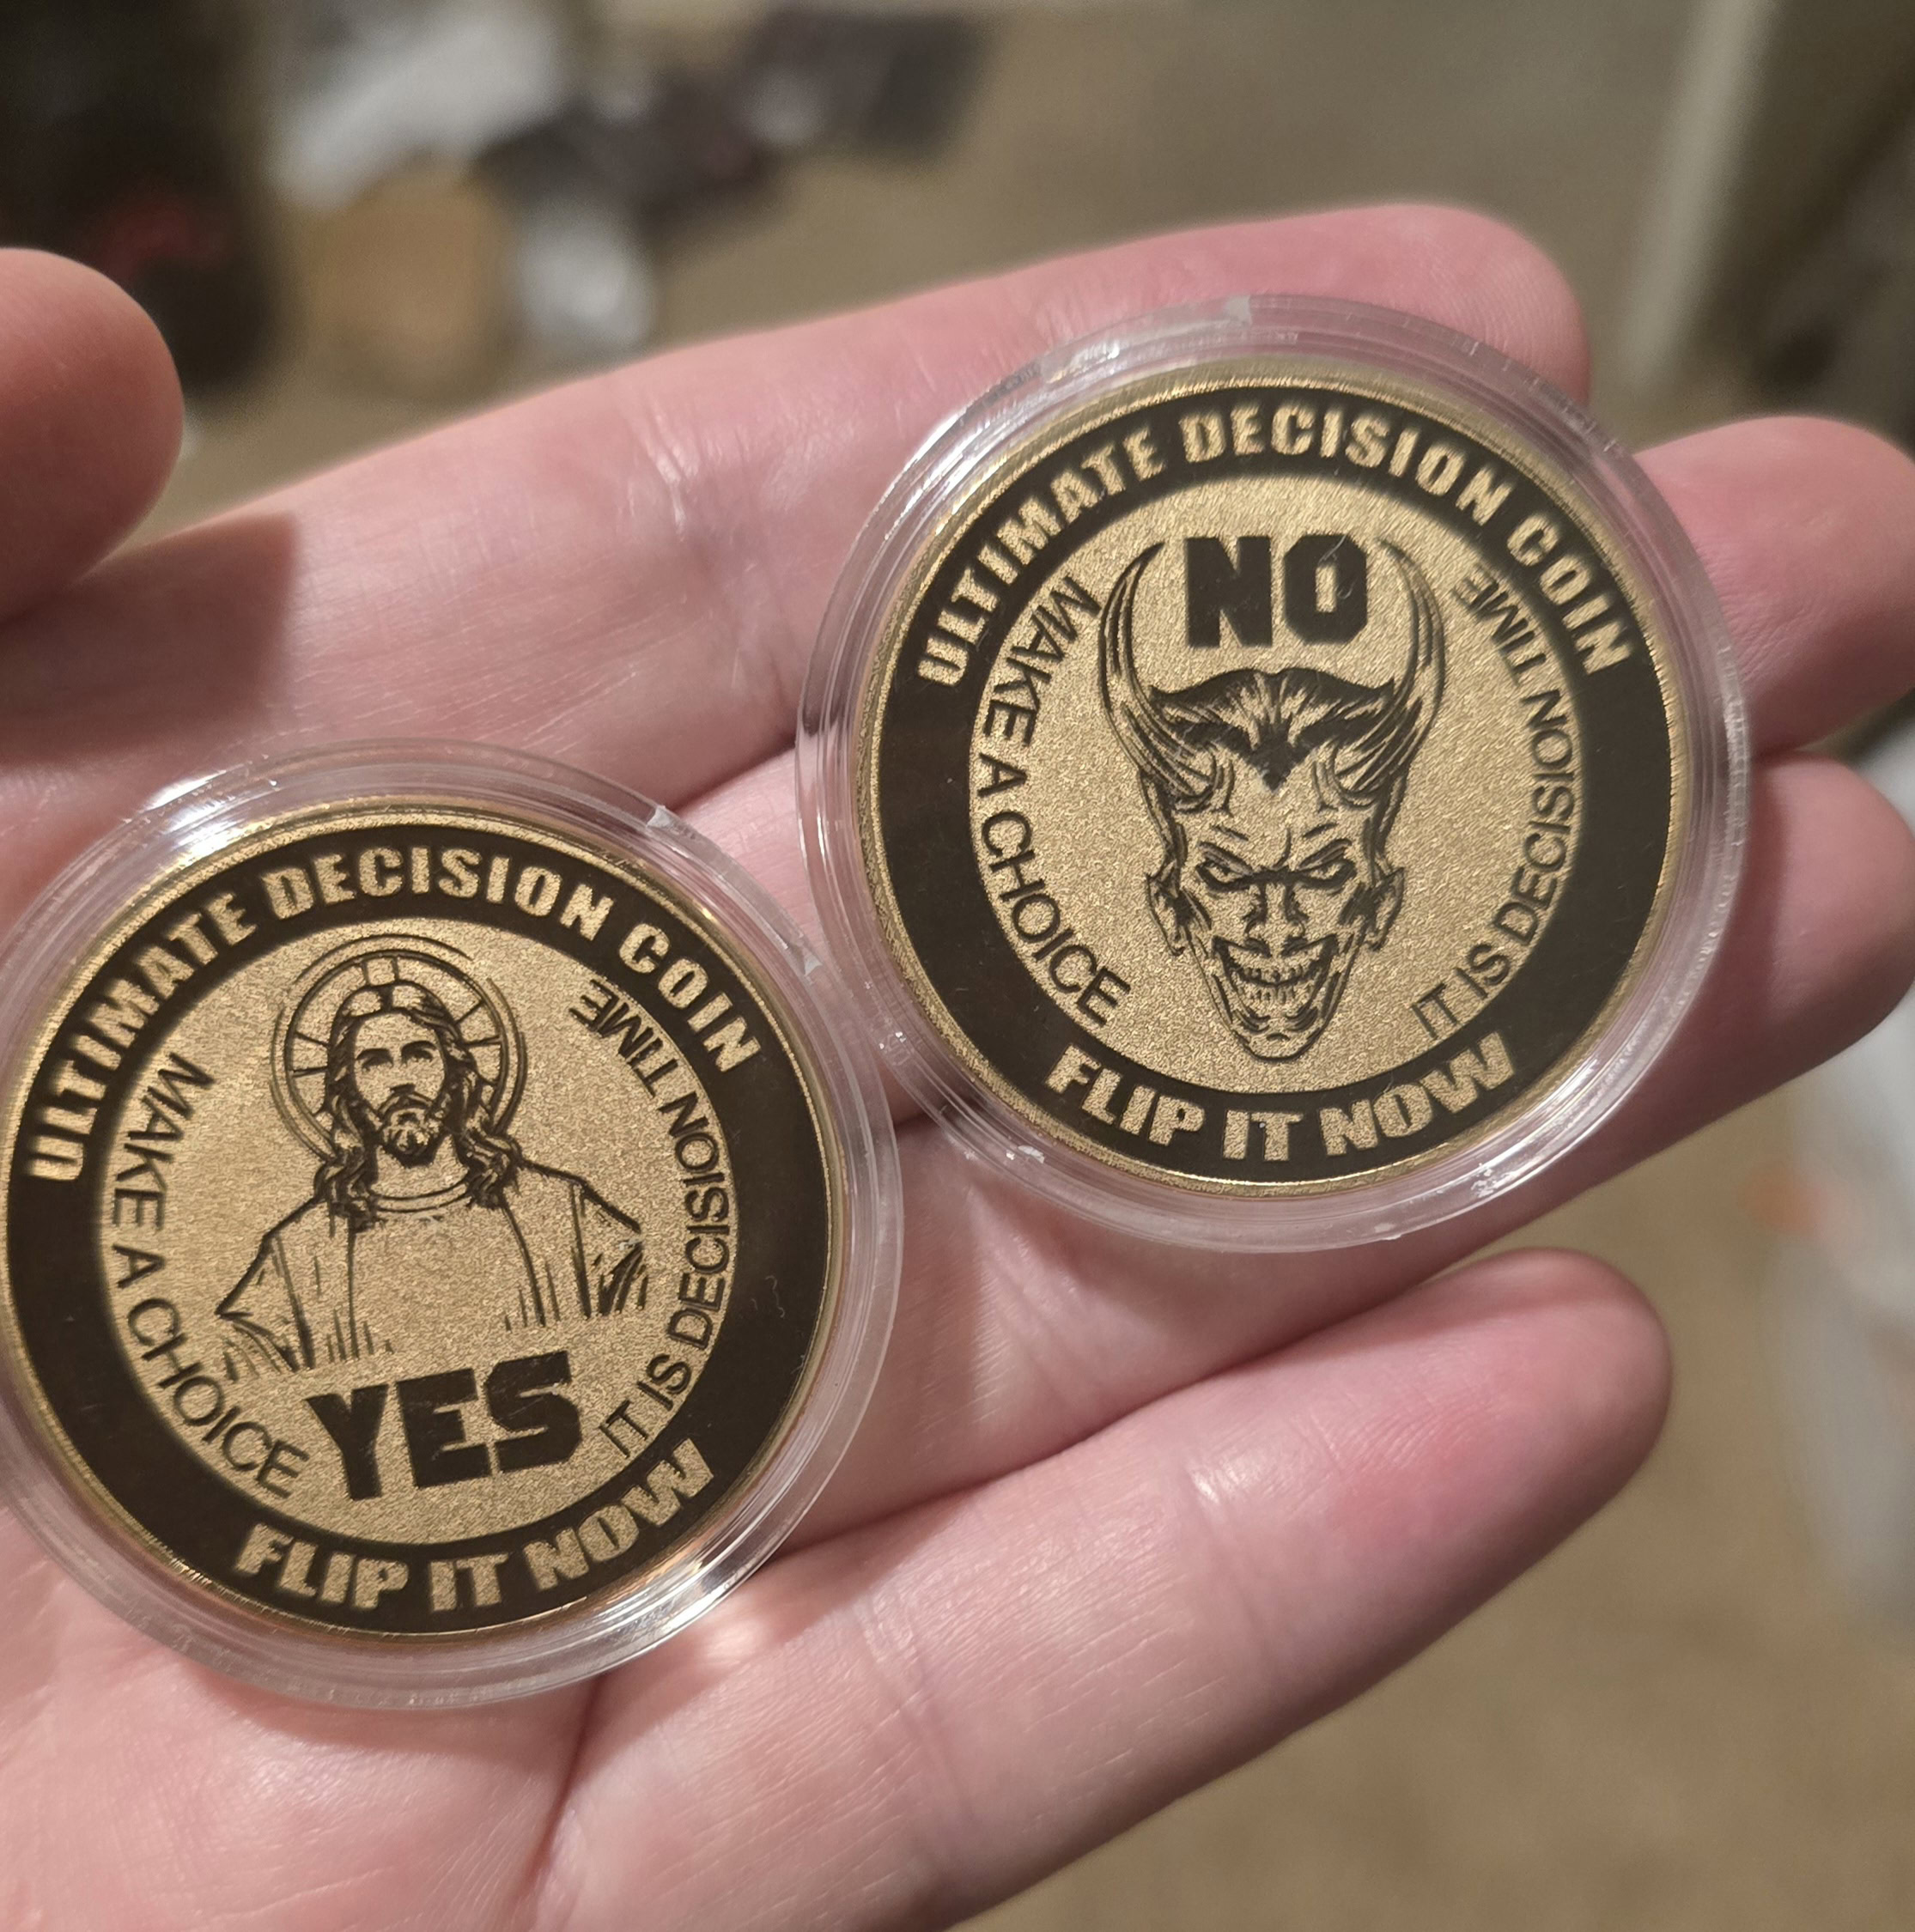 ULTIMATE DECISION COIN
MAKE A CHOICE
IT IS DECISION TIME
YES
FLIP IT NOW
ULTIMATE DECISION COIN
NO
MAKE A CHOICE
IT IS DECISION TIME
FLIP IT NOW